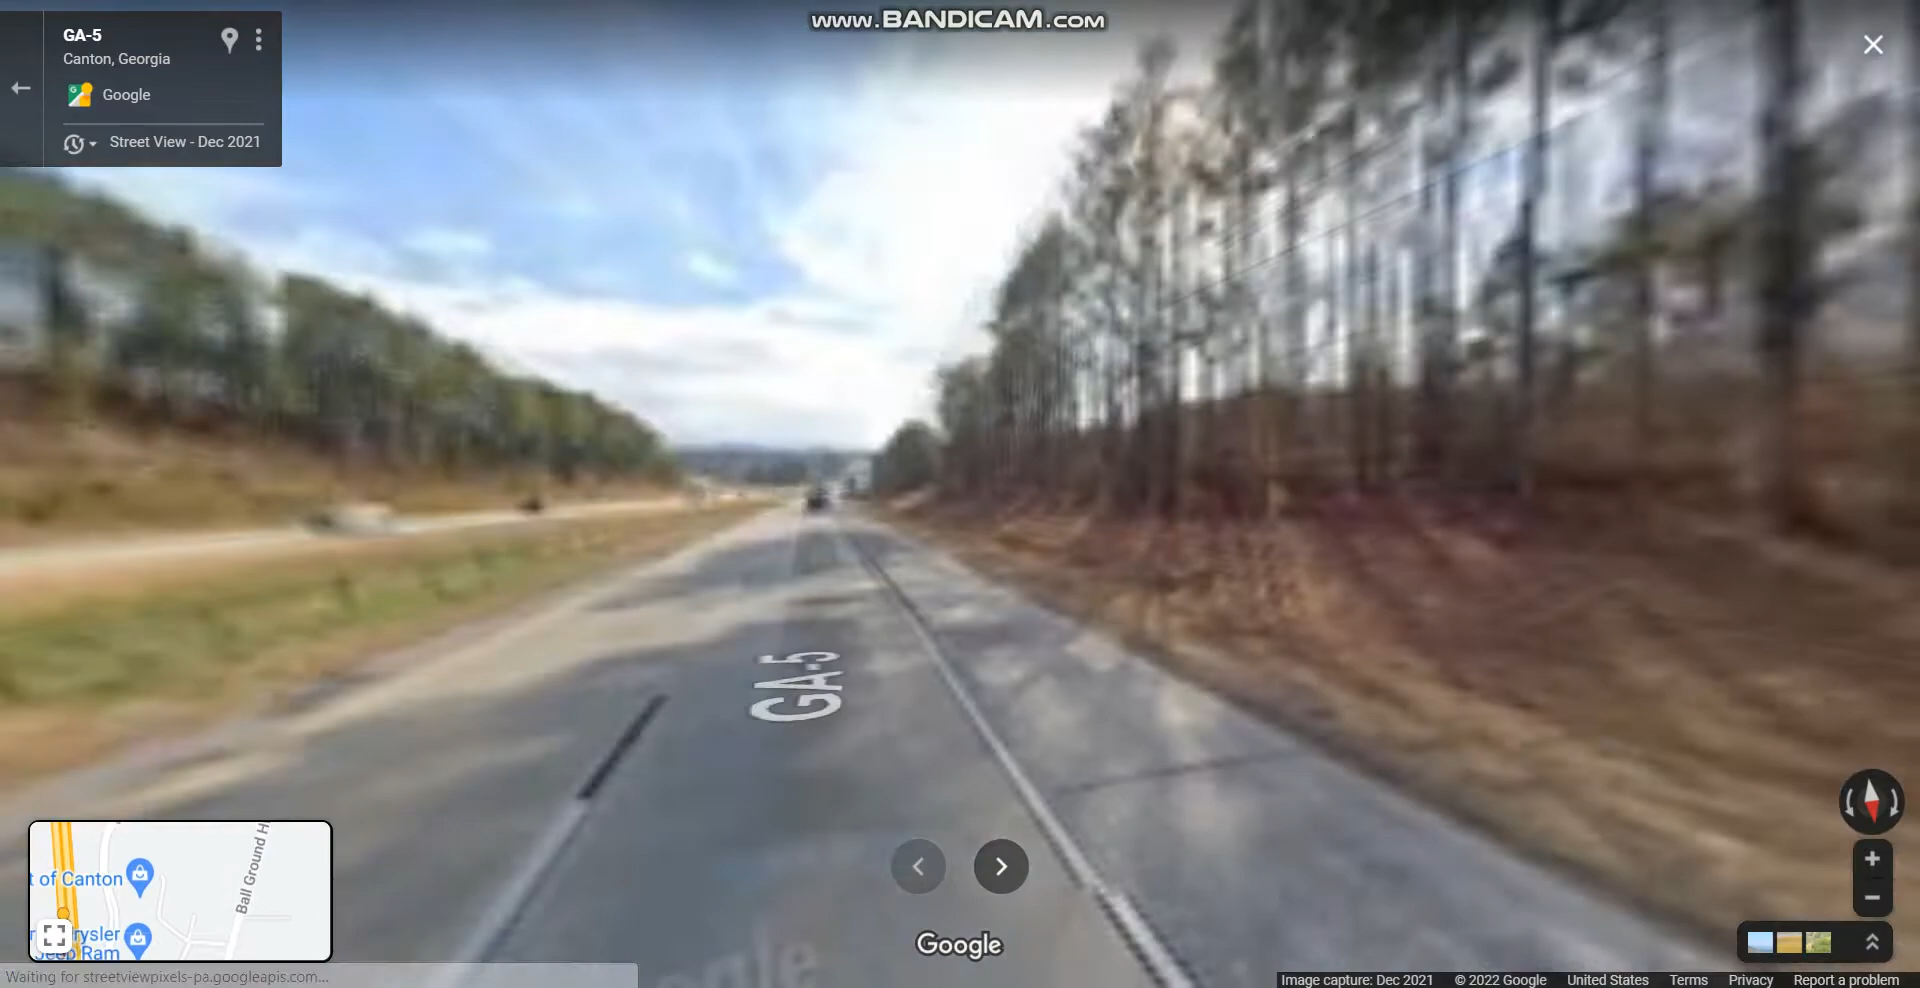 www.BANDICAM.com
GA-5
Canton, Georgia
Google
Street View - Dec 2021
GA-5
t of Canton
Ball Ground H
rysler
Jeep Ram
Google
Waiting for streetviewpixels-pa.googleapis.com...
Image capture: Dec 2021 © 2022 Google United States Terms Privacy Report a problem